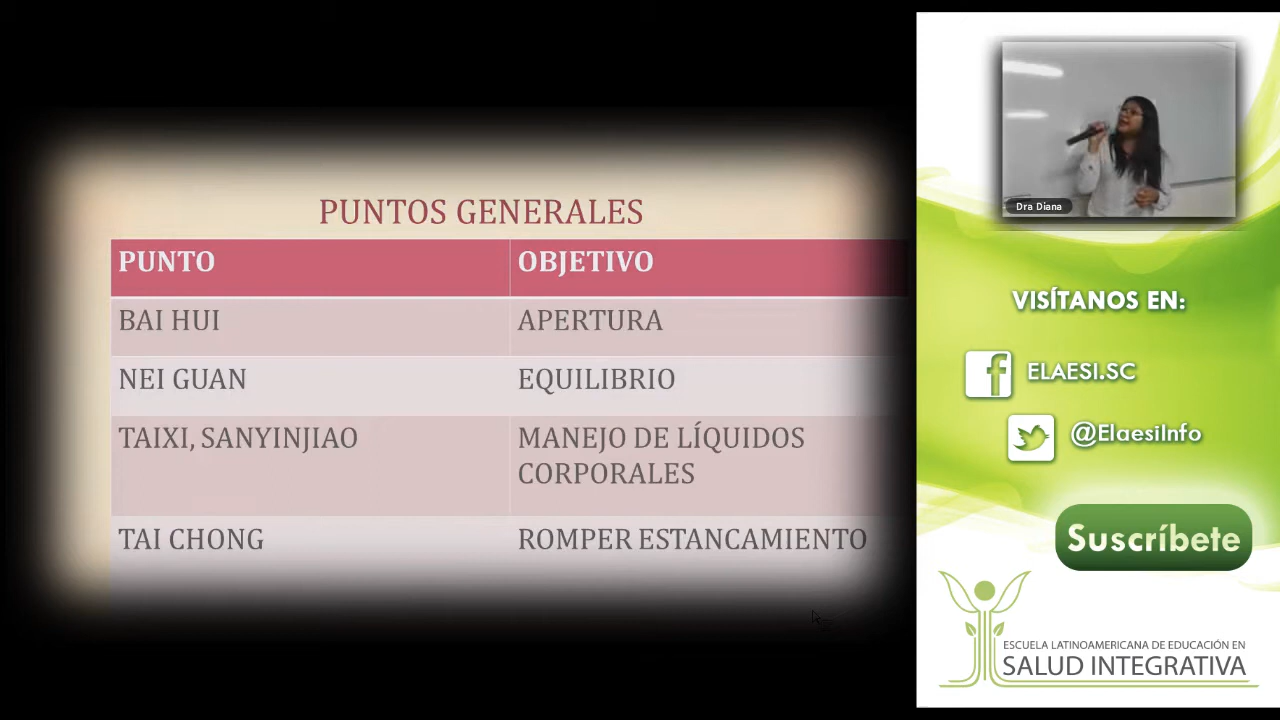 PUNTOS GENERALES
PUNTO OBJETIVO
BAI HUI APERTURA
NEI GUAN EQUILIBRIO
TAIXI, SANYINJIAO MANEJO DE LÍQUIDOS
CORPORALES
TAI CHONG ROMPER ESTANCAMIENTO
Dra Diana
VISÍTANOS EN:
ELAESI.SC
@ElaesiInfo
Suscríbete
ESCUELA LATINOAMERICANA DE EDUCACIÓN EN
SALUD INTEGRATIVA